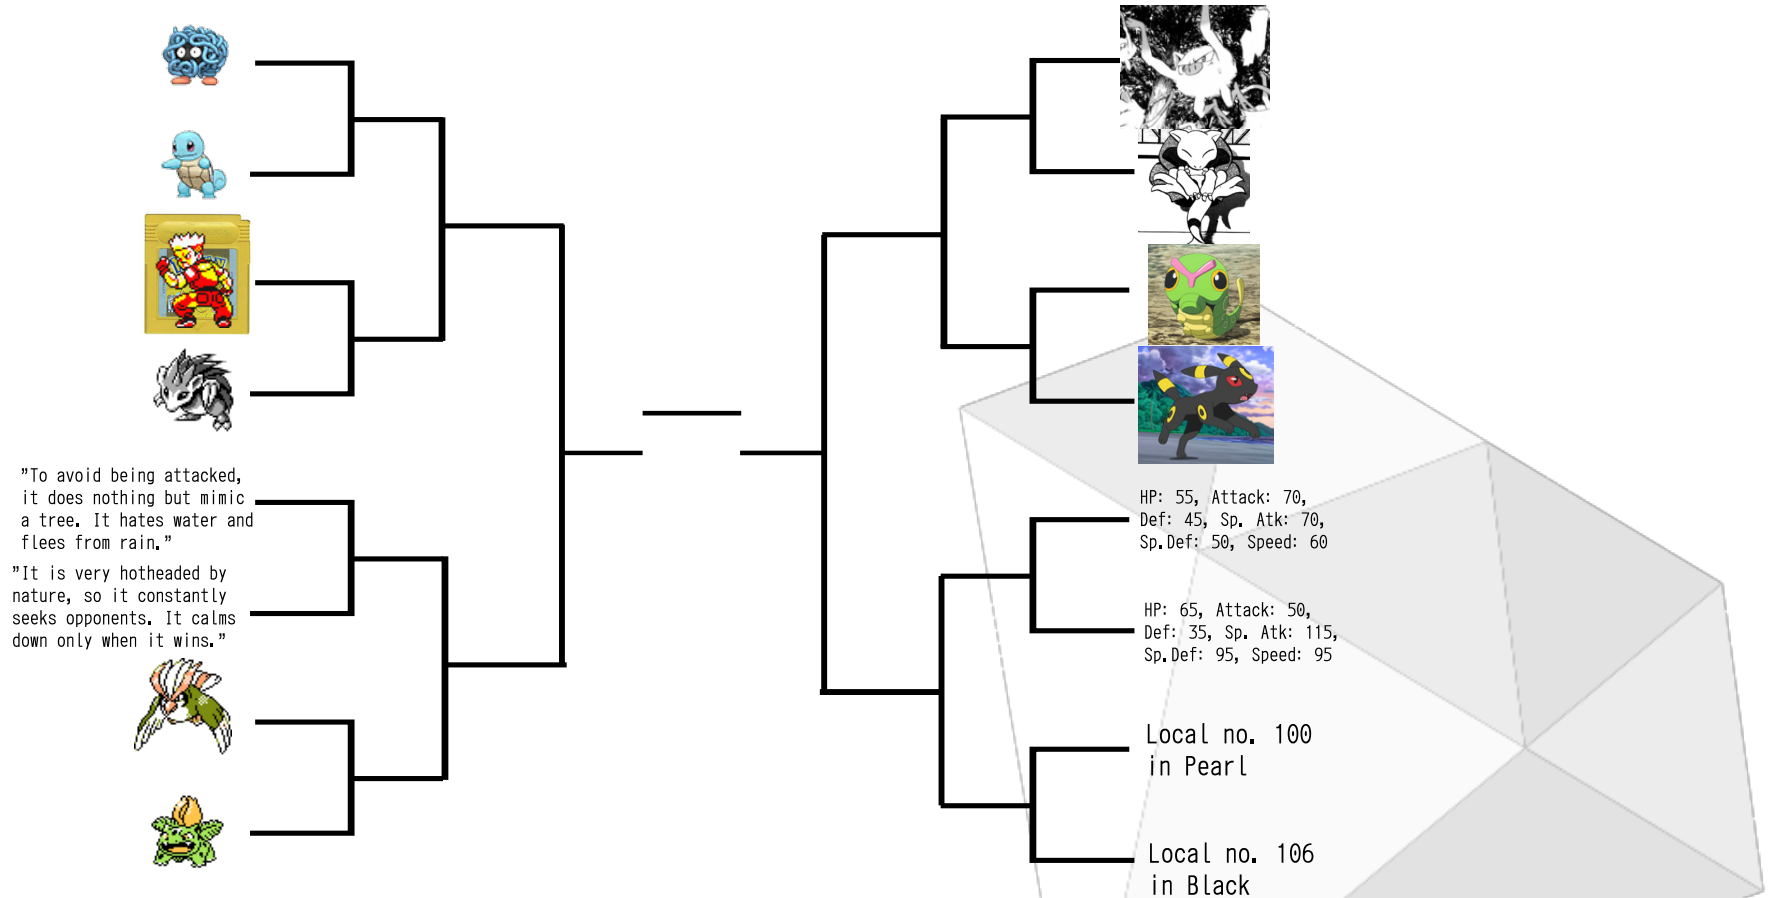 ”To avoid being attacked,
it does nothing but mimic
a tree. It hates water and
flees from rain.”
”It is very hotheaded by
nature, so it constantly
seeks opponents. It calms
down only when it wins.”
HP: 55, Attack: 70,
Def: 45, Sp. Atk: 70,
Sp.Def: 50, Speed: 60
HP: 65, Attack: 50,
Def: 35, Sp. Atk: 115,
Sp.Def: 95, Speed: 95
Local no. 100
in Pearl
Local no. 106
in Black